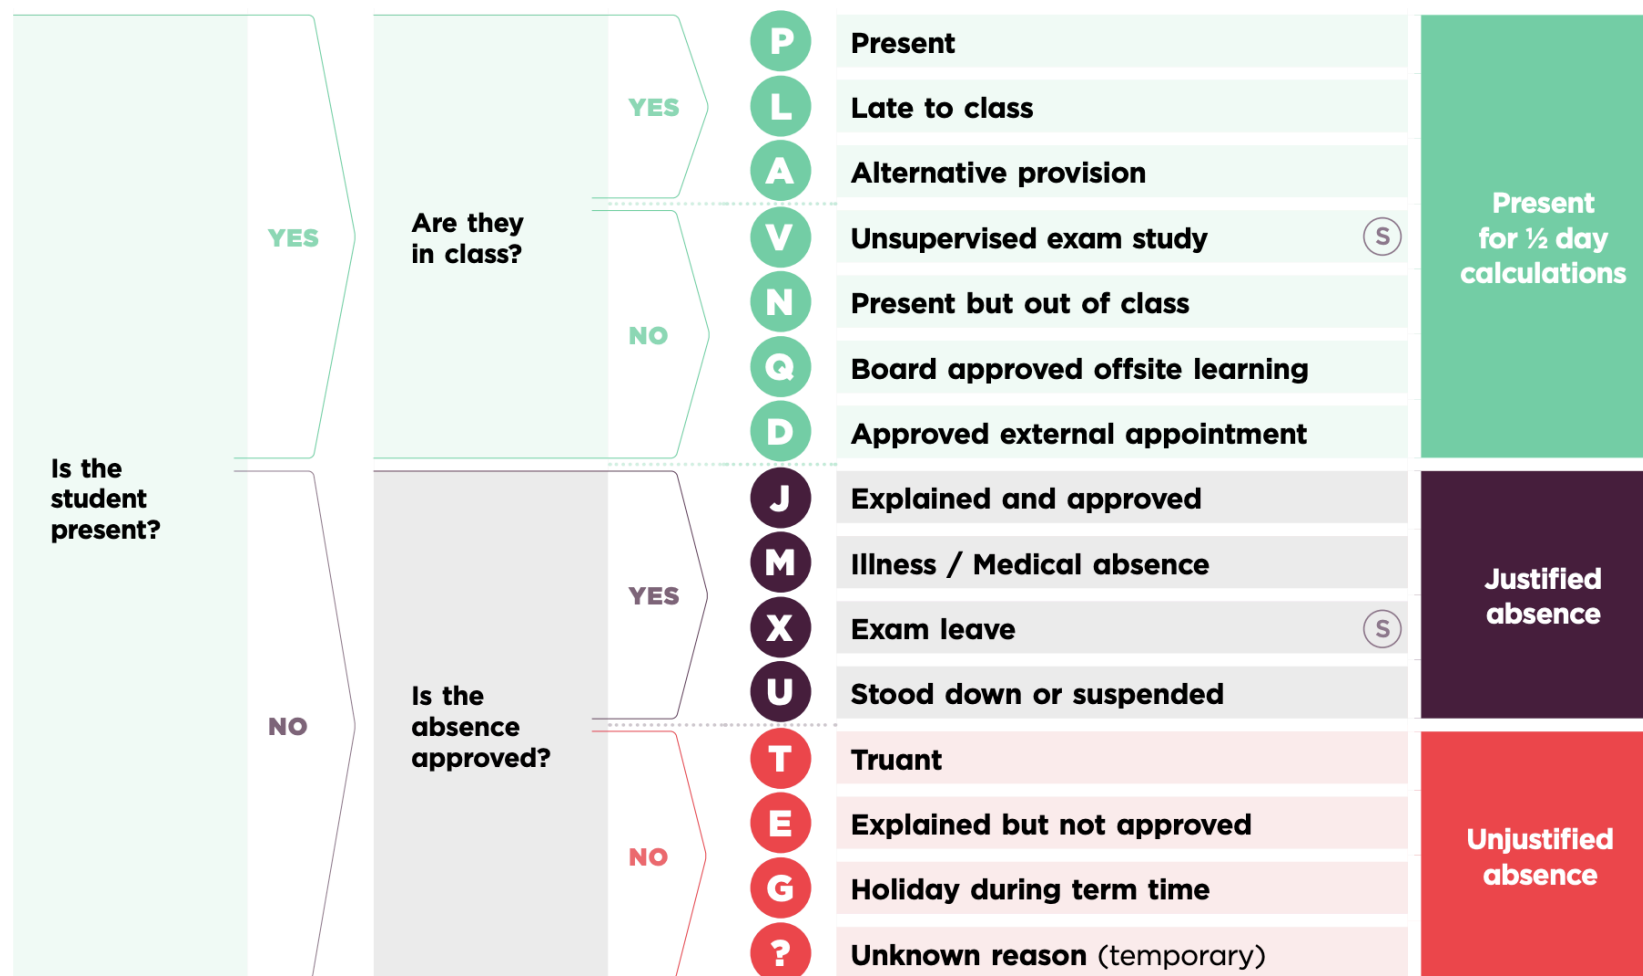 Is the
student
present?
YES
NO
Are they
in class?
YES
NO
Is the
absence
approved?
YES
NO
P Present
L Late to class
A Alternative provision
V Unsupervised exam study S
N Present but out of class
Q Board approved offsite learning
D Approved external appointment
J Explained and approved
M Illness / Medical absence
X Exam leave S
U Stood down or suspended
T Truant
E Explained but not approved
G Holiday during term time
? Unknown reason (temporary)
Present
for ½ day
calculations
Justified
absence
Unjustified
absence